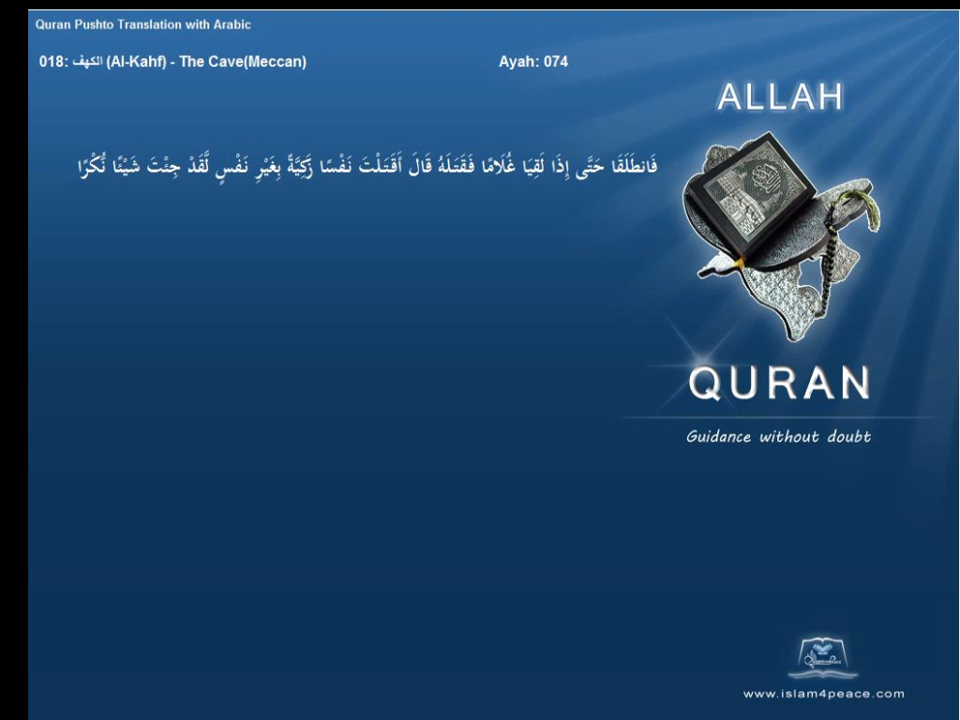 Quran Pushto Translation with Arabic
018: الكهف (Al-Kahf) - The Cave(Meccan)
Ayah: 074
ALLAH
فَانطَلَقَا حَتَّى إِذَا لَقِيَا غُلَامًا فَقَتَلَهُ قَالَ أَقَتَلْتَ نَفْسًا زَكِيَّةً بِغَيْرِ نَفْسٍ لَّقَدْ جِئْتَ شَيْئًا نُّكْرًا
QURAN
Guidance without doubt
www.islam4peace.com